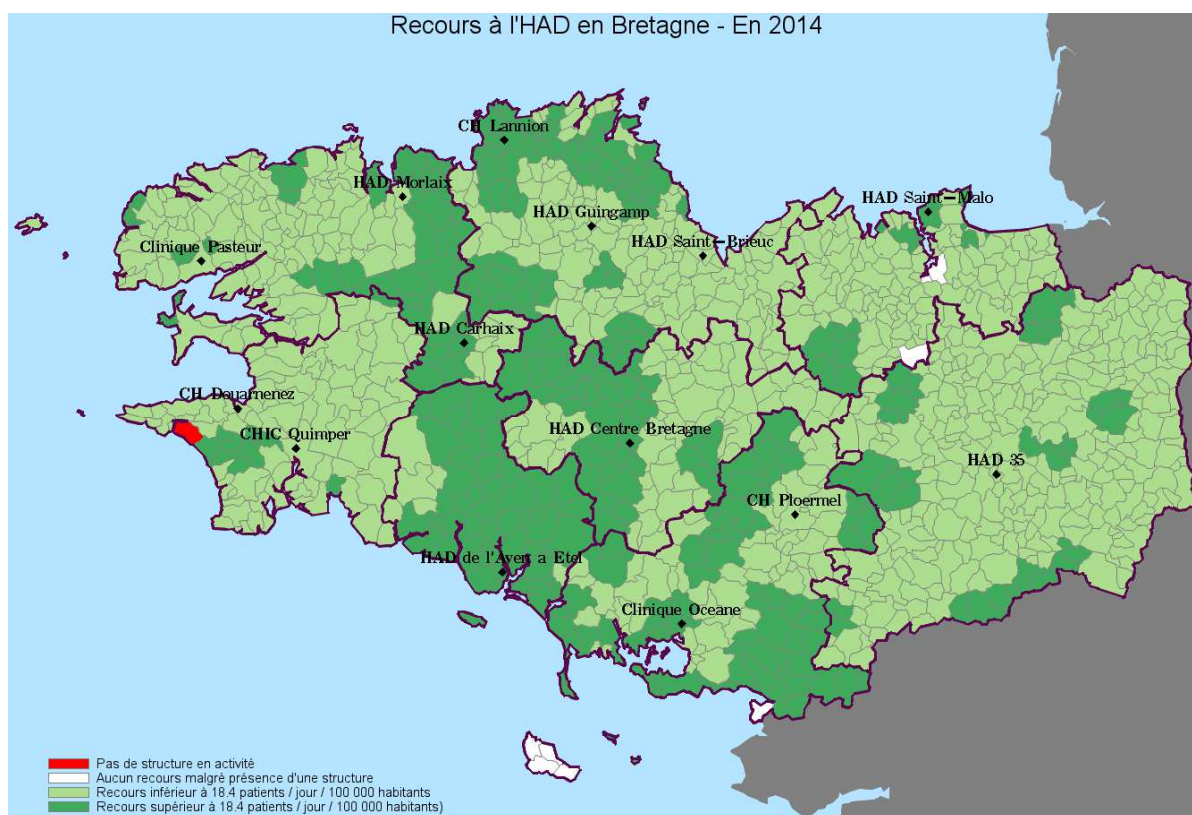 Recours à l'HAD en Bretagne - En 2014
CH Lannion
HAD Morlaix
HAD Saint-Malo
HAD Guingamp
HAD Saint-Brieuc
Clinique Pasteur
HAD Carhaix
CH Douarnenez
CHIC Quimper
HAD Centre Bretagne
HAD 35
CH Ploermel
HAD de l'Aven a Etel
Clinique Oceane
Pas de structure en activité
Aucun recours malgré présence d'une structure
Recours inférieur à 18.4 patients / jour / 100 000 habitants
Recours supérieur à 18.4 patients / jour / 100 000 habitants)